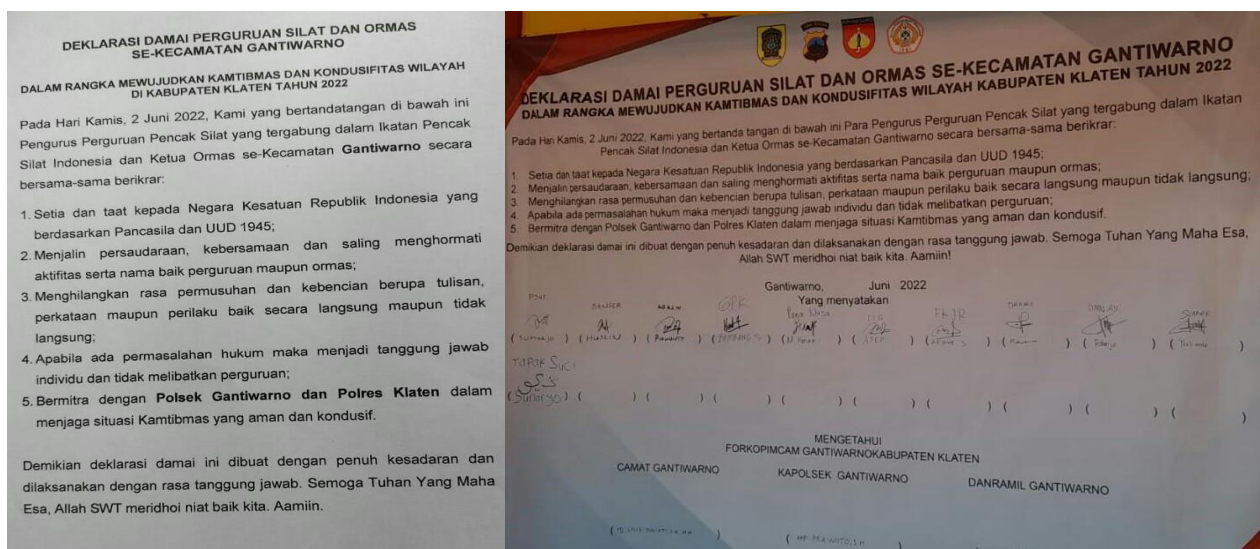 DEKLARASI DAMAI PERGURUAN SILAT DAN ORMAS
SE-KECAMATAN GANTIWARNO
DALAM RANGKA MEWUJUDKAN KAMTIBMAS DAN KONDUSIFITAS WILAYAH
DI KABUPATEN KLATEN TAHUN 2022
Pada Hari Kamis, 2 Juni 2022, Kami yang bertandatangan di bawah ini
Pengurus Perguruan Pencak Silat yang tergabung dalam Ikatan Pencak
Silat Indonesia dan Ketua Ormas se-Kecamatan Gantiwarno secara
bersama-sama berikrar:
1. Setia dan taat kepada Negara Kesatuan Republik Indonesia yang
berdasarkan Pancasila dan UUD 1945;
2. Menjalin persaudaraan, kebersamaan dan saling menghormati
aktifitas serta nama baik perguruan maupun ormas;
3. Menghilangkan rasa permusuhan dan kebencian berupa tulisan,
perkataan maupun perilaku baik secara langsung maupun tidak
langsung;
4. Apabila ada permasalahan hukum maka menjadi tanggung jawab
individu dan tidak melibatkan perguruan;
5. Bermitra dengan Polsek Gantiwarno dan Polres Klaten dalam
menjaga situasi Kamtibmas yang aman dan kondusif.
Demikian deklarasi damai ini dibuat dengan penuh kesadaran dan
dilaksanakan dengan rasa tanggung jawab. Semoga Tuhan Yang Maha
Esa, Allah SWT meridhoi niat baik kita. Aamiin.
DEKLARASI DAMAI PERGURUAN SILAT DAN ORMAS SE-KECAMATAN GANTIWARNO
DALAM RANGKA MEWUJUDKAN KAMTIBMAS DAN KONDUSIFITAS WILAYAH KABUPATEN KLATEN TAHUN 2022
Pada Hari Kamis, 2 Juni 2022, Kami yang bertanda tangan di bawah ini Para Pengurus Perguruan Pencak Silat yang tergabung dalam Ikatan
Pencak Silat Indonesia dan Ketua Ormas se-Kecamatan Gantiwarno secara bersama-sama berikrar:
1. Setia dan taat kepada Negara Kesatuan Republik Indonesia yang berdasarkan Pancasila dan UUD 1945;
2. Menjalin persaudaraan, kebersamaan dan saling menghormati aktifitas serta nama baik perguruan maupun ormas;
3. Menghilangkan rasa permusuhan dan kebencian berupa tulisan, perkataan maupun perilaku baik secara langsung maupun tidak langsung;
4. Apabila ada permasalahan hukum maka menjadi tanggung jawab individu dan tidak melibatkan perguruan;
5. Bermitra dengan Polsek Gantiwarno dan Polres Klaten dalam menjaga situasi Kamtibmas yang aman dan kondusif.
Demikian deklarasi damai ini dibuat dengan penuh kesadaran dan dilaksanakan dengan rasa tanggung jawab. Semoga Tuhan Yang Maha Esa,
Allah SWT meridhoi niat baik kita. Aamiin!
Gantiwarno, Juni 2022
Yang menyatakan
PSHT BANSER GPK FKJR
TAPAK SUCI
(Sunaryo)
MENGETAHUI
FORKOPIMCAM GANTIWARNOKABUPATEN KLATEN
CAMAT GANTIWARNO KAPOLSEK GANTIWARNO DANRAMIL GANTIWARNO